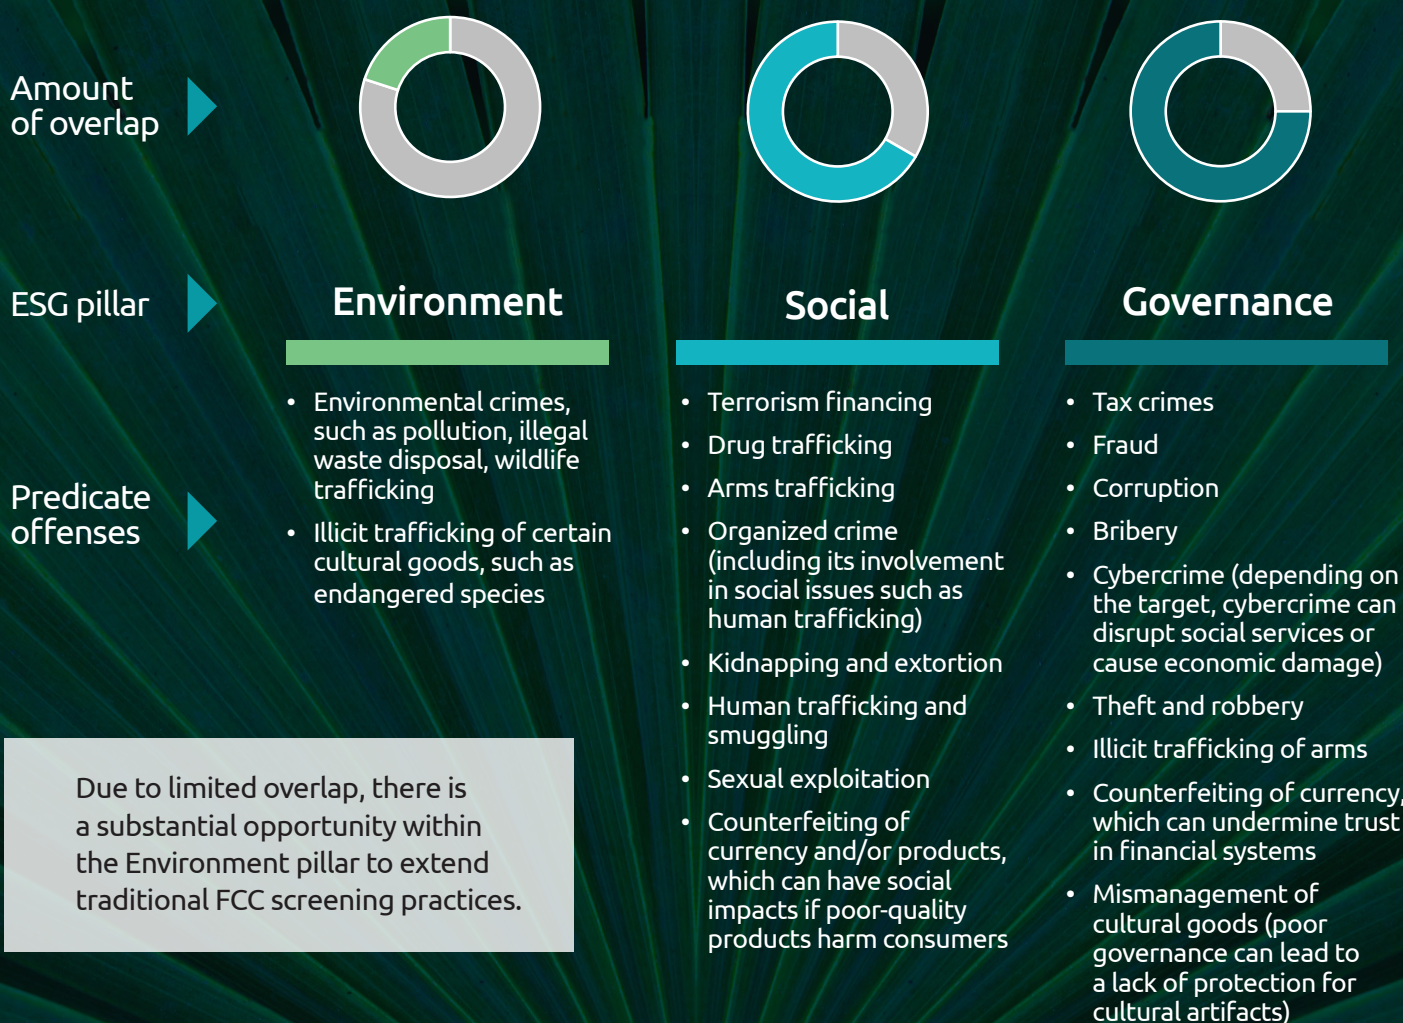 Amount
of overlap
ESG pillar
Environment
Social
Governance
Predicate
offenses
• Environmental crimes,
such as pollution, illegal
waste disposal, wildlife
trafficking
• Illicit trafficking of certain
cultural goods, such as
endangered species
• Terrorism financing
• Drug trafficking
• Arms trafficking
• Organized crime
(including its involvement
in social issues such as
human trafficking)
• Kidnapping and extortion
• Human trafficking and
smuggling
• Sexual exploitation
• Counterfeiting of
currency and/or products,
which can have social
impacts if poor-quality
products harm consumers
• Tax crimes
• Fraud
• Corruption
• Bribery
• Cybercrime (depending on
the target, cybercrime can
disrupt social services or
cause economic damage)
• Theft and robbery
• Illicit trafficking of arms
• Counterfeiting of currency,
which can undermine trust
in financial systems
• Mismanagement of
cultural goods (poor
governance can lead to
a lack of protection for
cultural artifacts)
Due to limited overlap, there is
a substantial opportunity within
the Environment pillar to extend
traditional FCC screening practices.